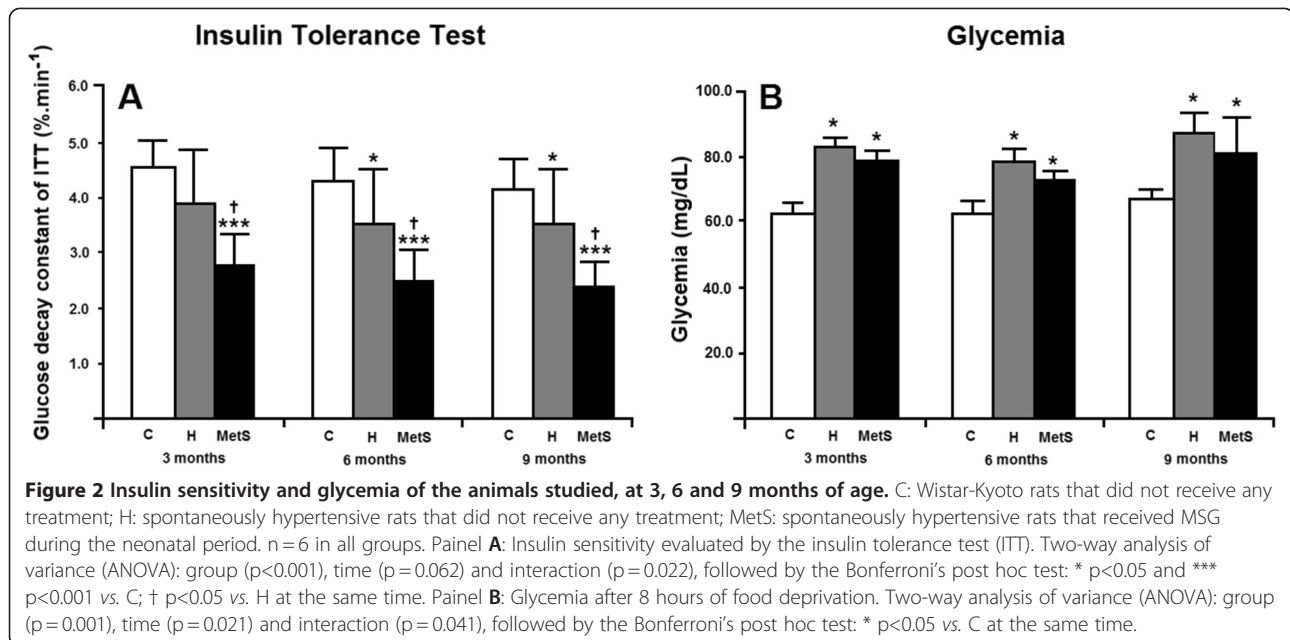 Insulin Tolerance Test
Glycemia
A
Glucose decay constant of ITT (%.min⁻¹)
6.0
5.0
4.0
3.0
2.0
1.0
†
***
*
†
***
*
†
***
C H MetS
C H MetS
C H MetS
3 months
6 months
9 months
B
Glycemia (mg/dL)
100.0
80.0
60.0
40.0
20.0
*
*
*
*
*
*
C H MetS
C H MetS
C H MetS
3 months
6 months
9 months
Figure 2 Insulin sensitivity and glycemia of the animals studied, at 3, 6 and 9 months of age. C: Wistar-Kyoto rats that did not receive any
treatment; H: spontaneously hypertensive rats that did not receive any treatment; MetS: spontaneously hypertensive rats that received MSG
during the neonatal period. n = 6 in all groups. Painel A: Insulin sensitivity evaluated by the insulin tolerance test (ITT). Two-way analysis of
variance (ANOVA): group (p<0.001), time (p = 0.062) and interaction (p = 0.022), followed by the Bonferroni's post hoc test: * p<0.05 and ***
p<0.001 vs. C; † p<0.05 vs. H at the same time. Painel B: Glycemia after 8 hours of food deprivation. Two-way analysis of variance (ANOVA): group
(p = 0.001), time (p = 0.021) and interaction (p = 0.041), followed by the Bonferroni's post hoc test: * p<0.05 vs. C at the same time.